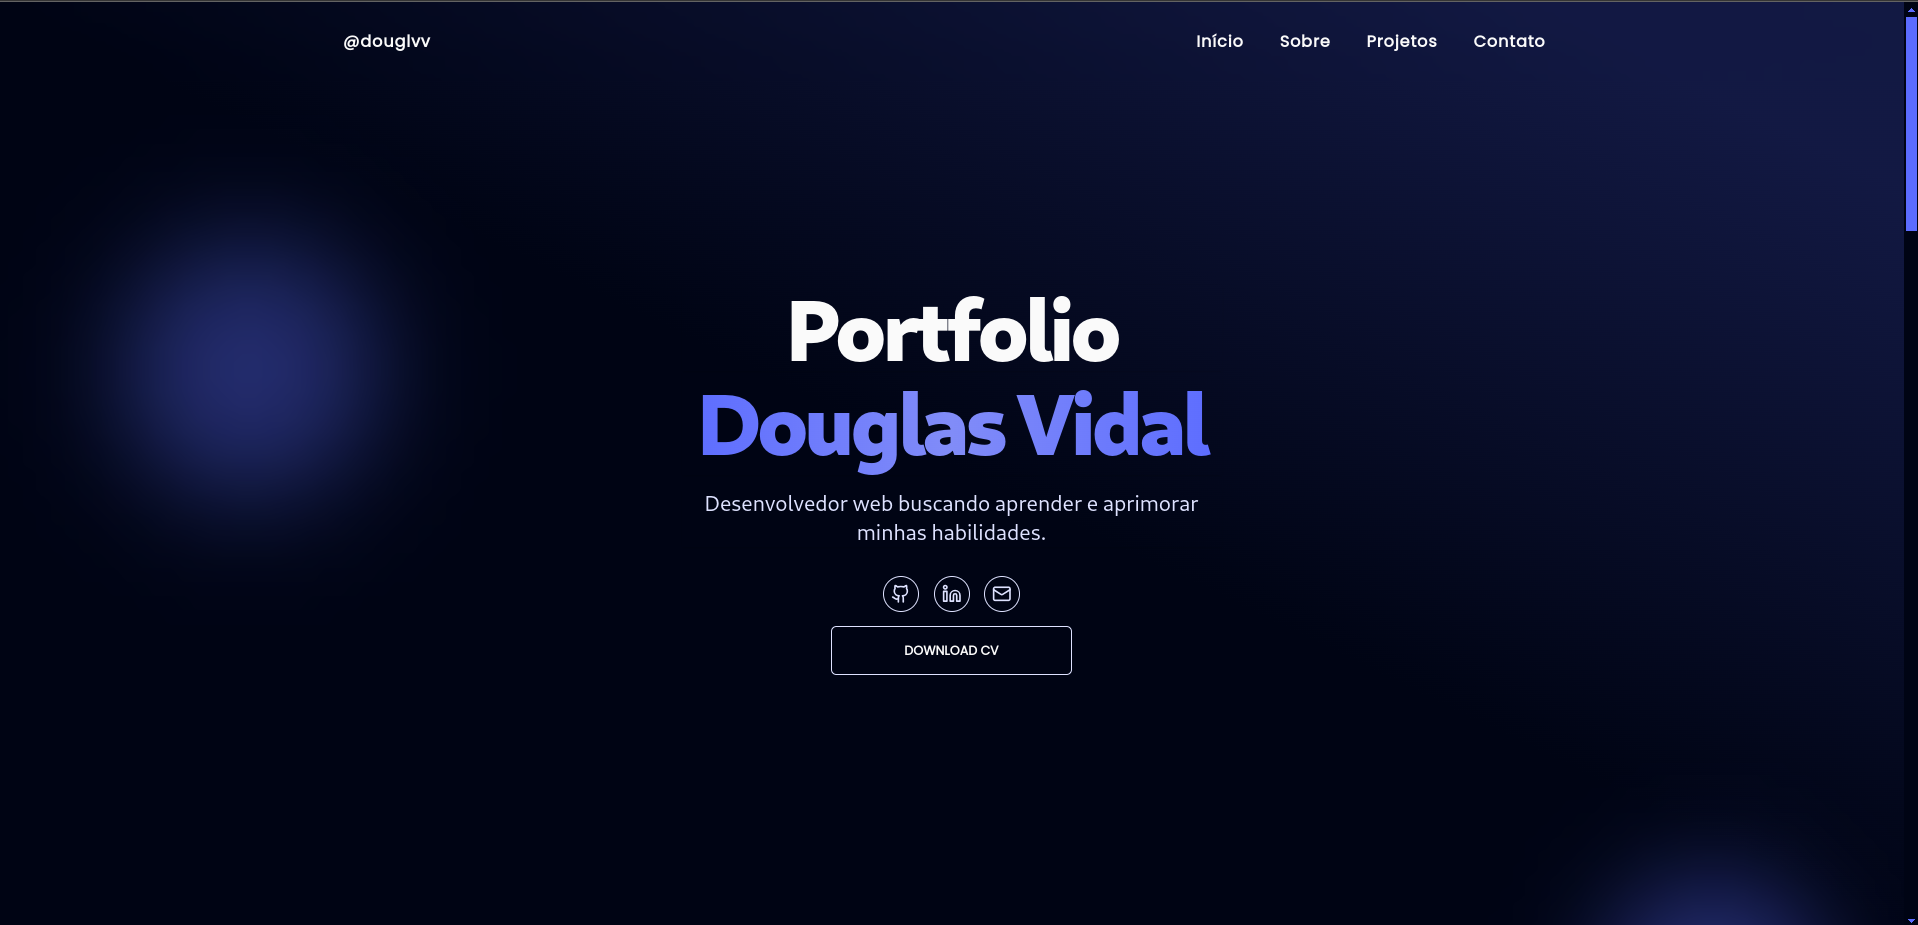 @douglvv
Início
Sobre
Projetos
Contato
Portfolio
Douglas Vidal
Desenvolvedor web buscando aprender e aprimorar
minhas habilidades.
DOWNLOAD CV